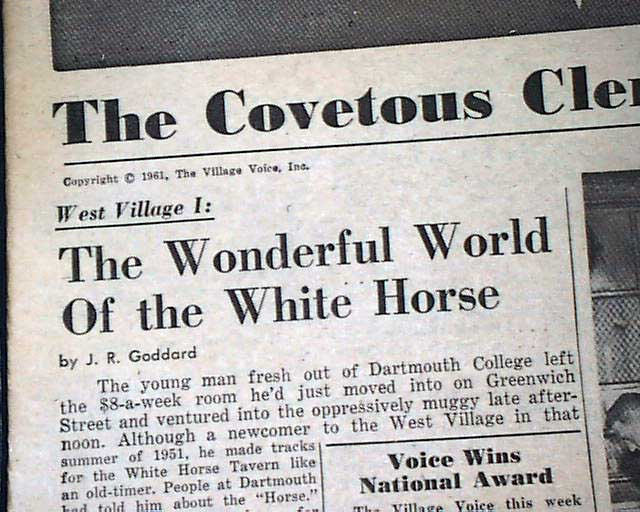 The Covetous
Copyright © 1961, The Village Voice, Inc.
West Village I:
The Wonderful World
Of the White Horse
by J. R. Goddard
The young man fresh out of Dartmouth College left
the $8-a-week room he'd just moved into on Greenwich
Street and ventured into the oppressively muggy late after-
noon. Although a newcomer to the West Village in that
summer of 1951, he made tracks
for the White Horse Tavern like
an old-timer. People at Dartmouth
had told him about the "Horse."
for
Voice Wins
National Award
The Village Voice this week